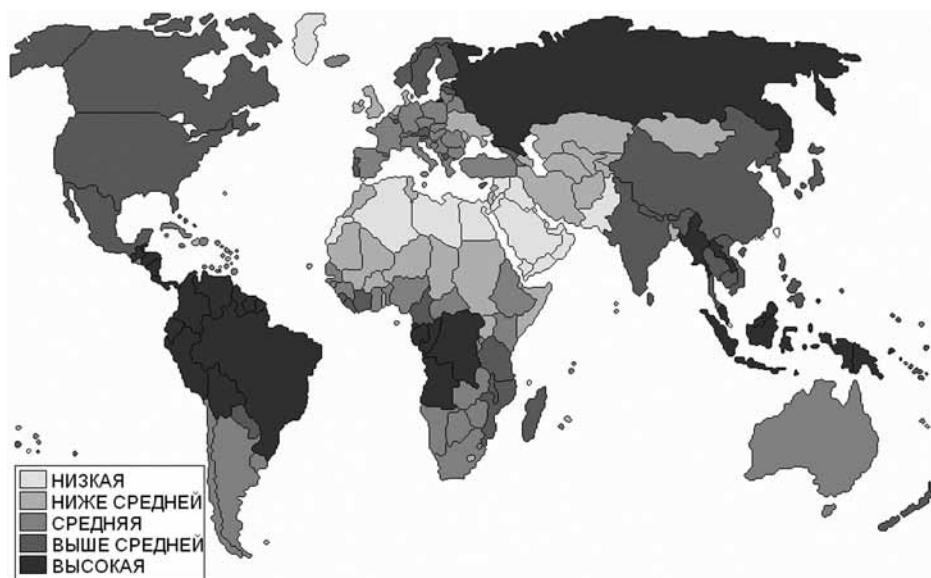 НИЗКАЯ
НИЖЕ СРЕДНЕЙ
СРЕДНЯЯ
ВЫШЕ СРЕДНЕЙ
ВЫСОКАЯ